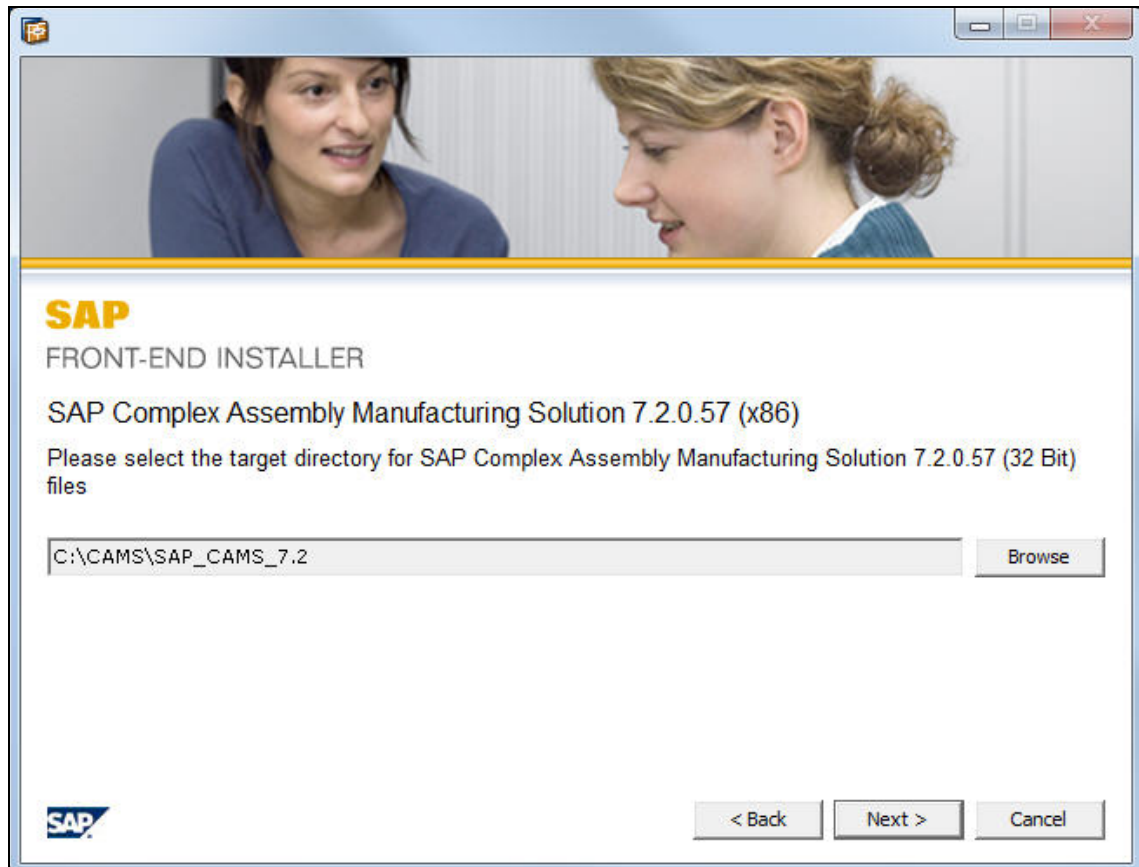 SAP
FRONT-END INSTALLER
SAP Complex Assembly Manufacturing Solution 7.2.0.57 (x86)
Please select the target directory for SAP Complex Assembly Manufacturing Solution 7.2.0.57 (32 Bit)
files
C:\CAMS\SAP_CAMS_7.2
Browse
SAP
< Back
Next >
Cancel